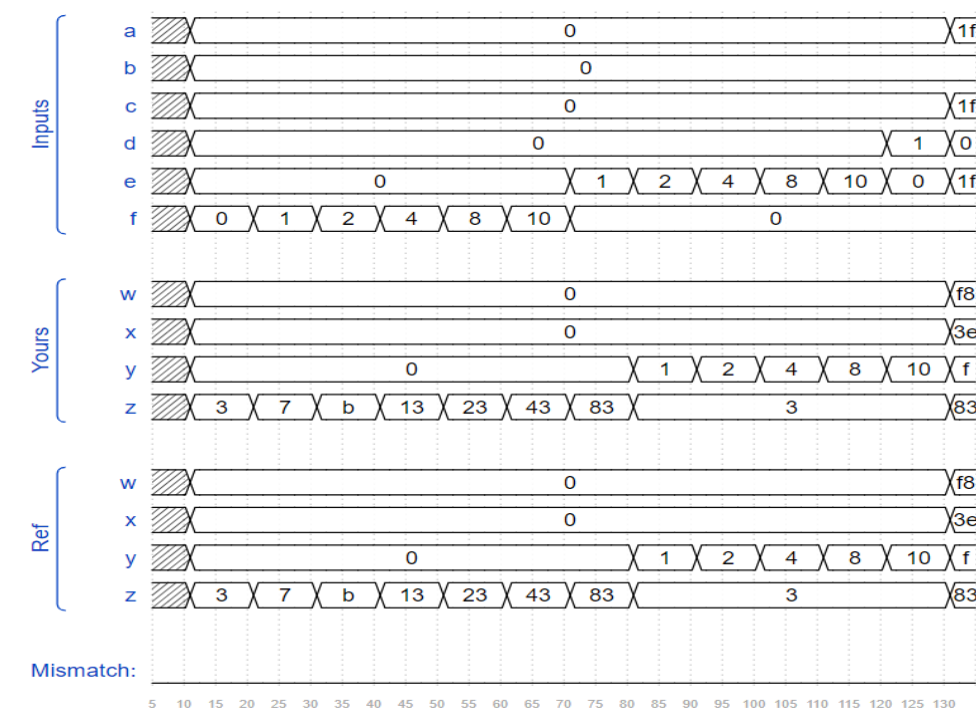 Inputs
a 0 1f
b 0
c 0 1f
d 0 1 0
e 0 1 2 4 8 10 0 1f
f 0 1 2 4 8 10 0
Yours
w 0 f8
x 0 3e
y 0 1 2 4 8 10 f
z 3 7 b 13 23 43 83 3 83
Ref
w 0 f8
x 0 3e
y 0 1 2 4 8 10 f
z 3 7 b 13 23 43 83 3 83
Mismatch:
5 10 15 20 25 30 35 40 45 50 55 60 65 70 75 80 85 90 95 100 105 110 115 120 125 130